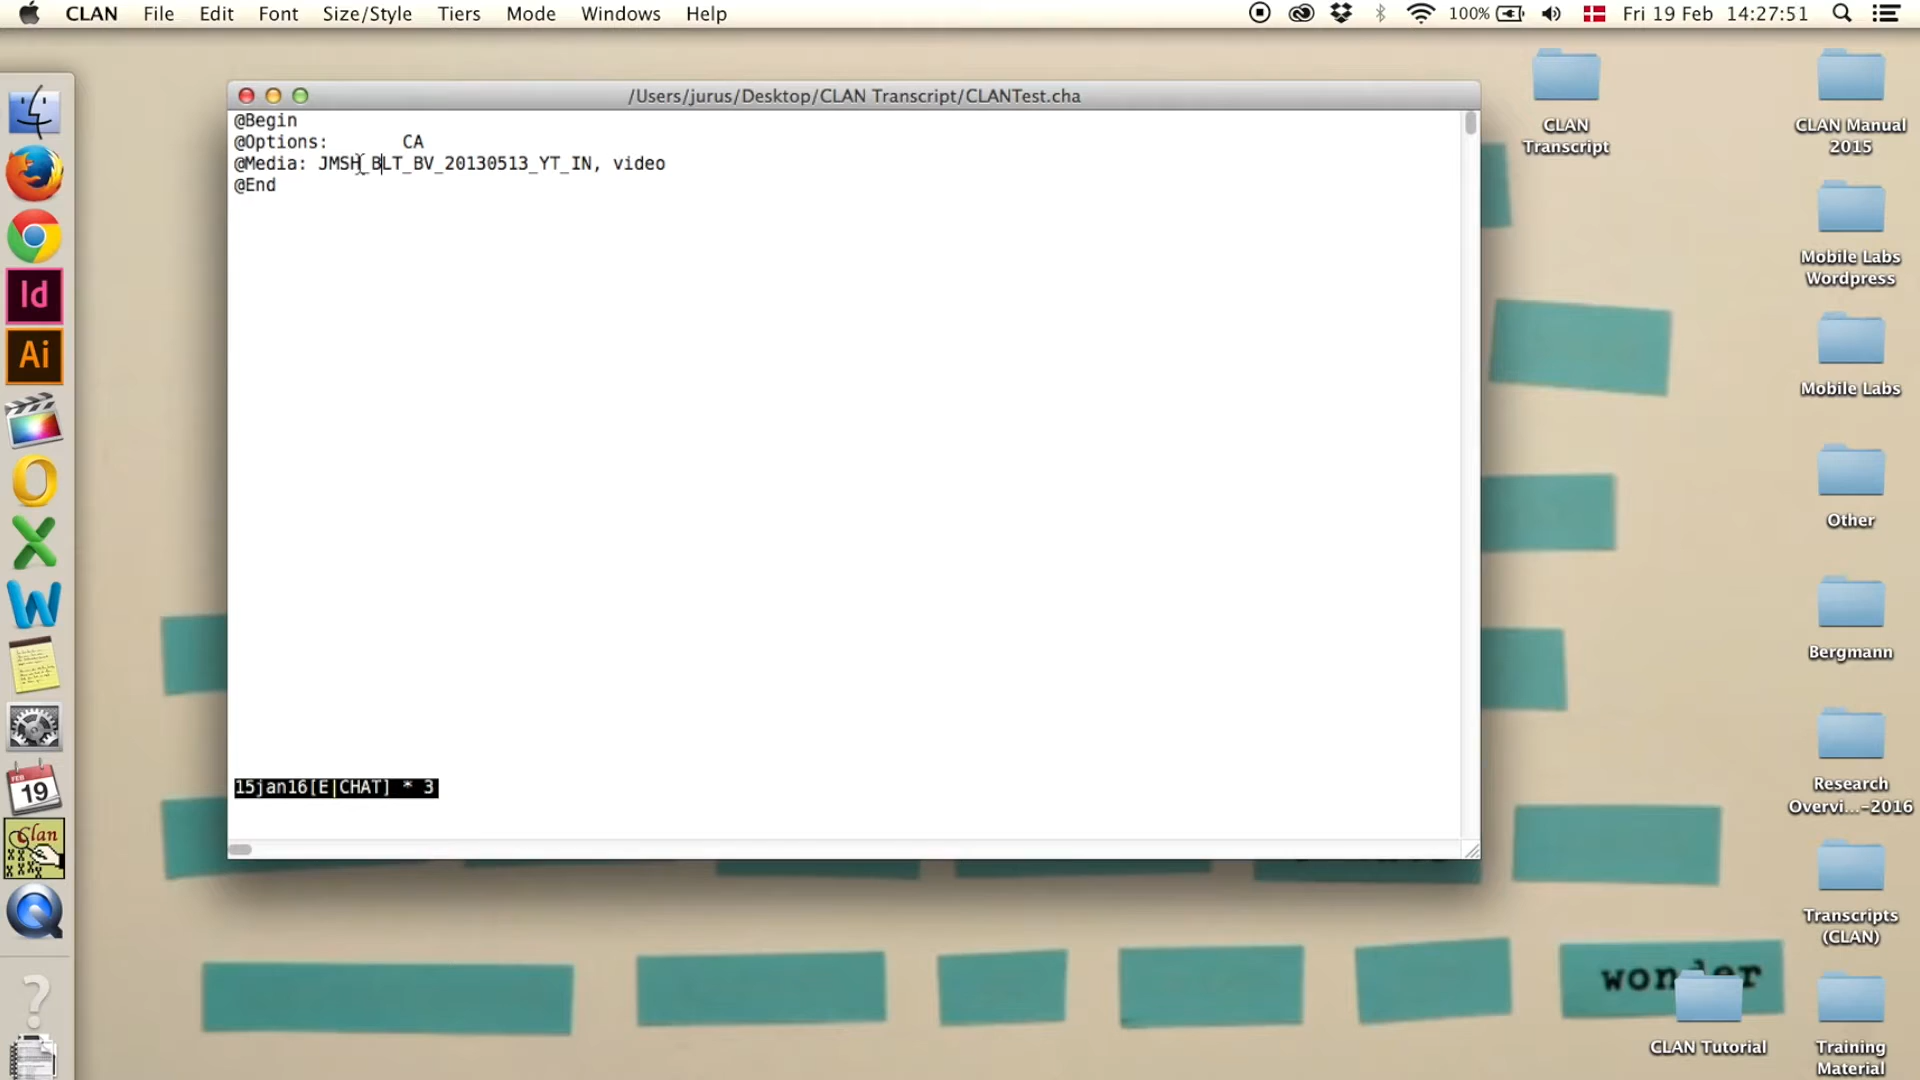 CLAN File Edit Font Size/Style Tiers Mode Windows Help 100% Fri 19 Feb 14:27:51
/Users/jurus/Desktop/CLAN Transcript/CLANTest.cha
@Begin
@Options: CA
@Media: JMSH_BLT_BV_20130513_YT_IN, video
@End
15jan16[E|CHAT] * 3
Id
Ai
FEB
19
Clan
CLAN
Transcript
CLAN Manual
2015
Mobile Labs
Wordpress
Mobile Labs
Other
Bergmann
Research
Overvi...-2016
Transcripts
(CLAN)
wonder
CLAN Tutorial
Training
Material